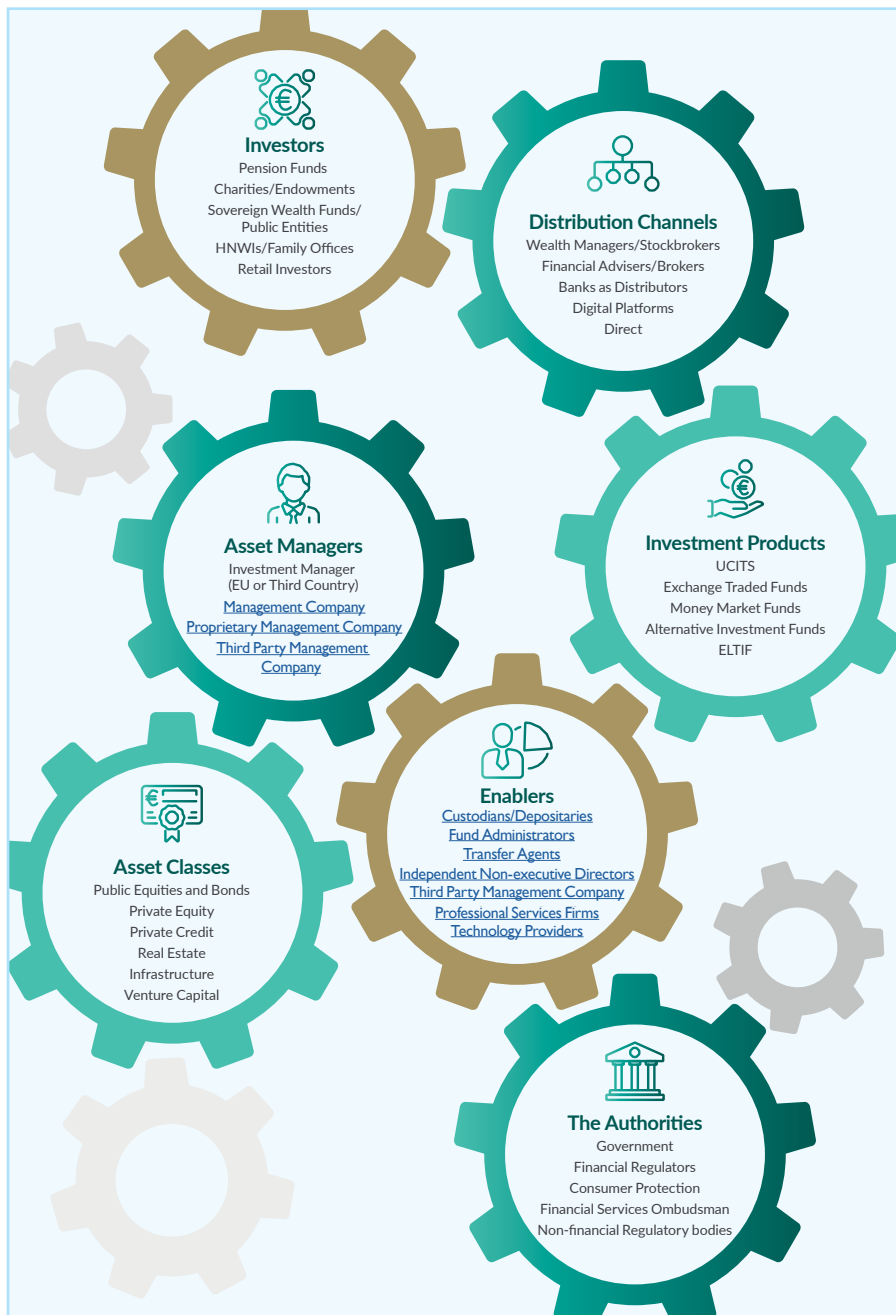 €
Investors
Pension Funds
Charities/Endowments
Sovereign Wealth Funds/
Public Entities
HNWIs/Family Offices
Retail Investors
Distribution Channels
Wealth Managers/Stockbrokers
Financial Advisers/Brokers
Banks as Distributors
Digital Platforms
Direct
Asset Managers
Investment Manager
(EU or Third Country)
Management Company
Proprietary Management Company
Third Party Management
Company
€
Investment Products
UCITS
Exchange Traded Funds
Money Market Funds
Alternative Investment Funds
ELTIF
Enablers
Custodians/Depositaries
Fund Administrators
Transfer Agents
Independent Non-executive Directors
Third Party Management Company
Professional Services Firms
Technology Providers
€
Asset Classes
Public Equities and Bonds
Private Equity
Private Credit
Real Estate
Infrastructure
Venture Capital
The Authorities
Government
Financial Regulators
Consumer Protection
Financial Services Ombudsman
Non-financial Regulatory bodies